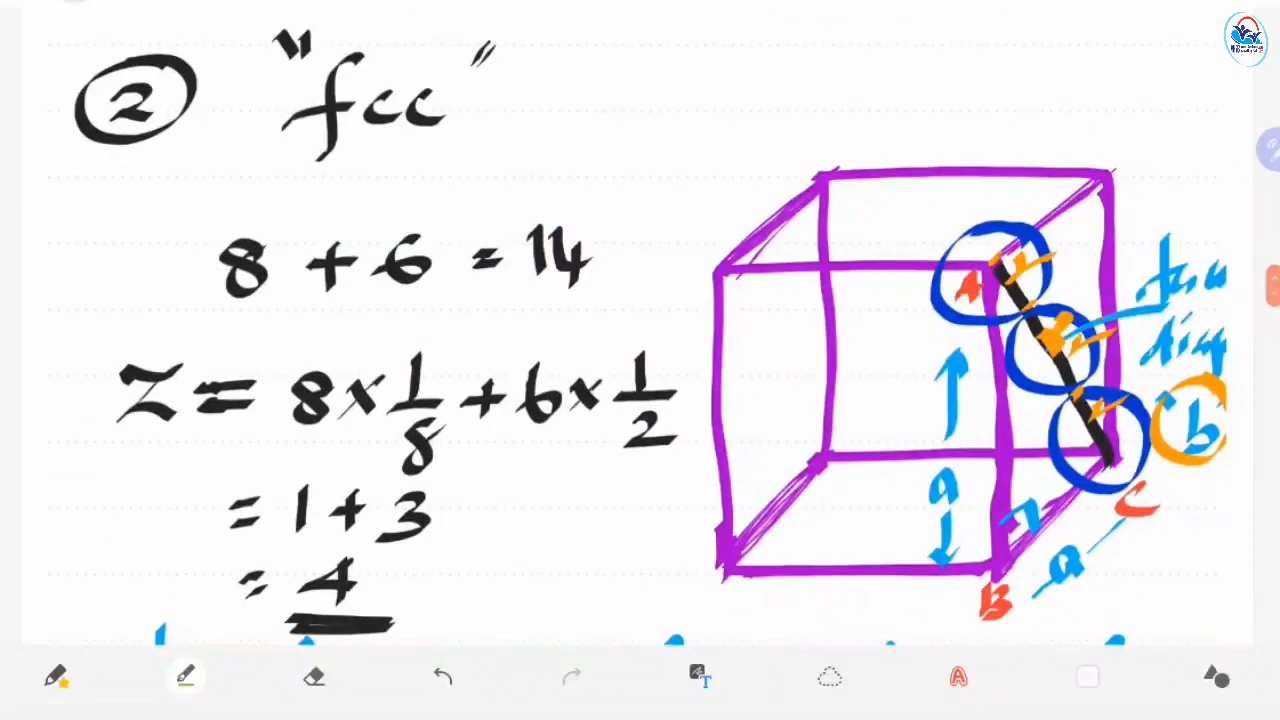 2 "fcc"
8 + 6 = 14
Z = 8 × 1/8 + 6 × 1/2
= 1 + 3
= 4
A
b
a
a
B
C